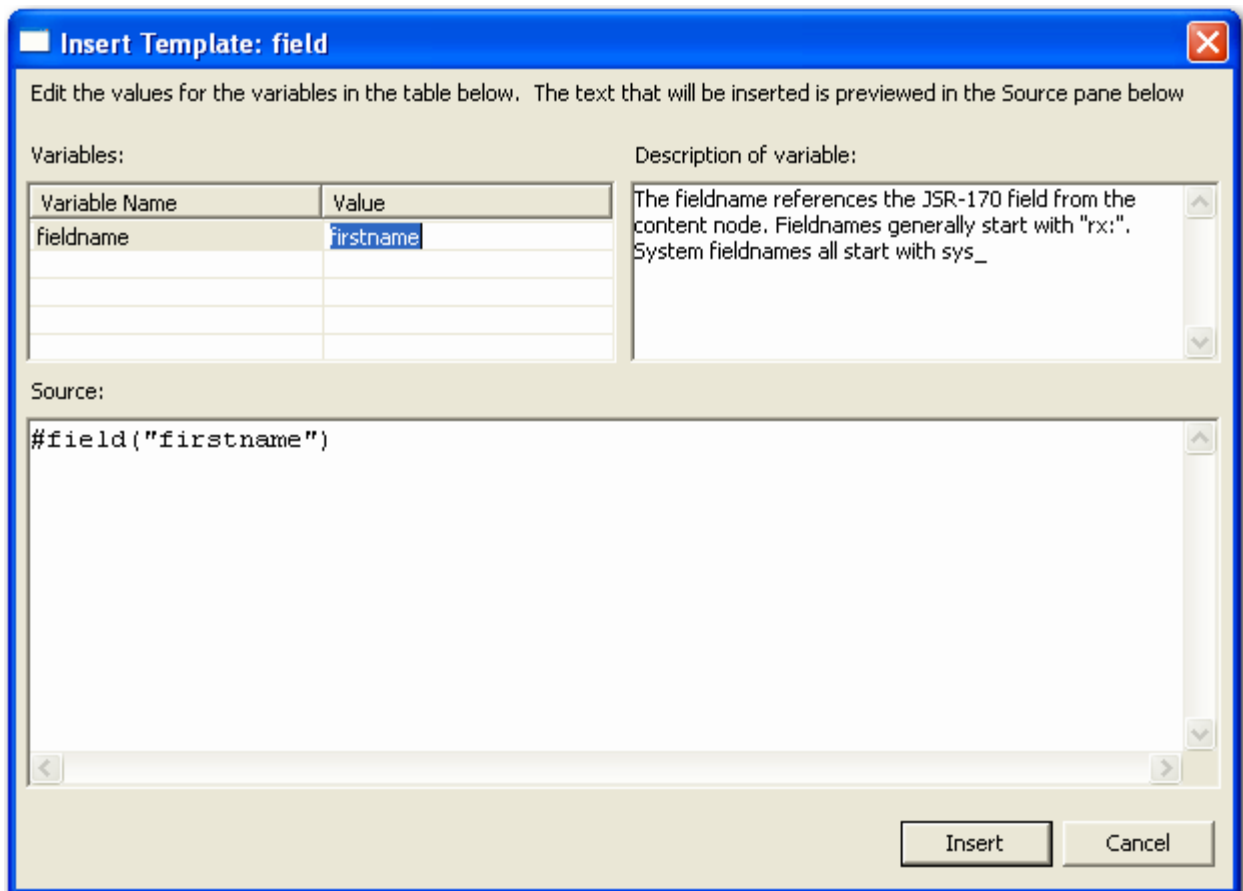 Insert Template: field
Edit the values for the variables in the table below.  The text that will be inserted is previewed in the Source pane below
Variables:
Description of variable:
Variable Name
Value
fieldname
firstname
The fieldname references the JSR-170 field from the
content node. Fieldnames generally start with "rx:".
System fieldnames all start with sys_
Source:
#field("firstname")
Insert
Cancel